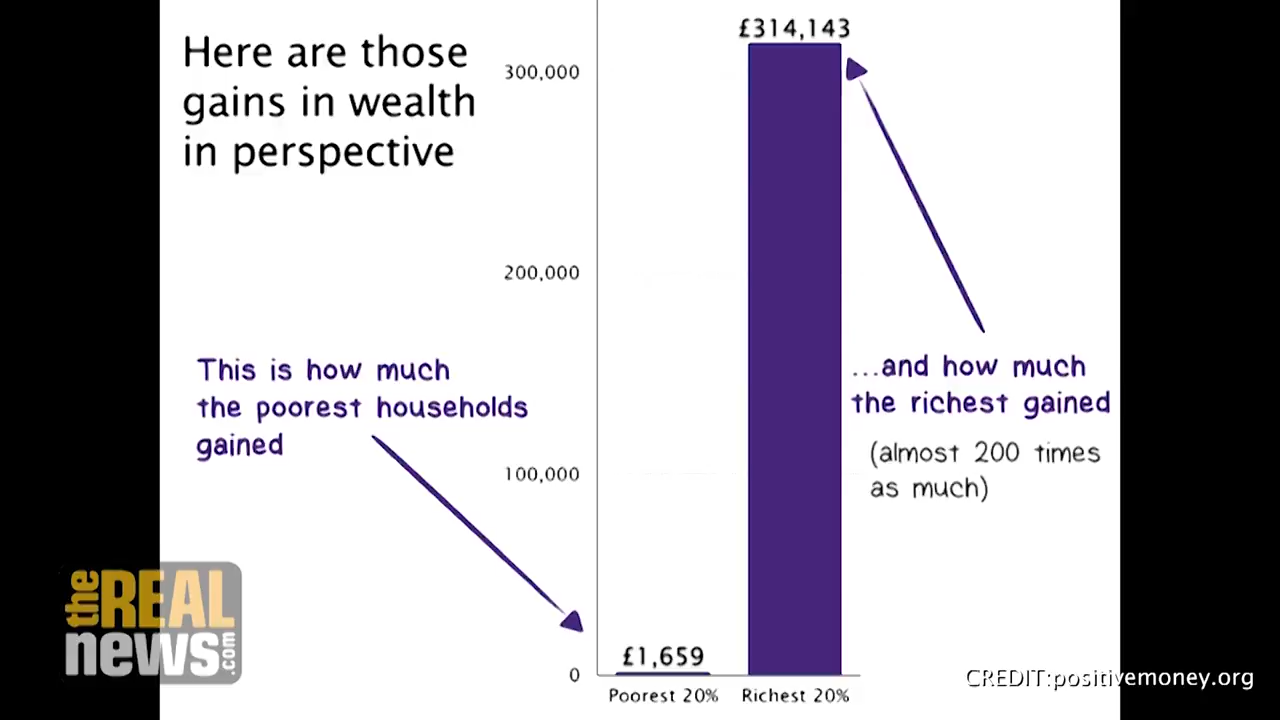 Here are those
gains in wealth
in perspective
£314,143
300,000
200,000
This is how much
the poorest households
gained
...and how much
the richest gained
(almost 200 times
as much)
100,000
£1,659
0
Poorest 20%
Richest 20%
the REAL
news.com
CREDIT:positivemoney.org